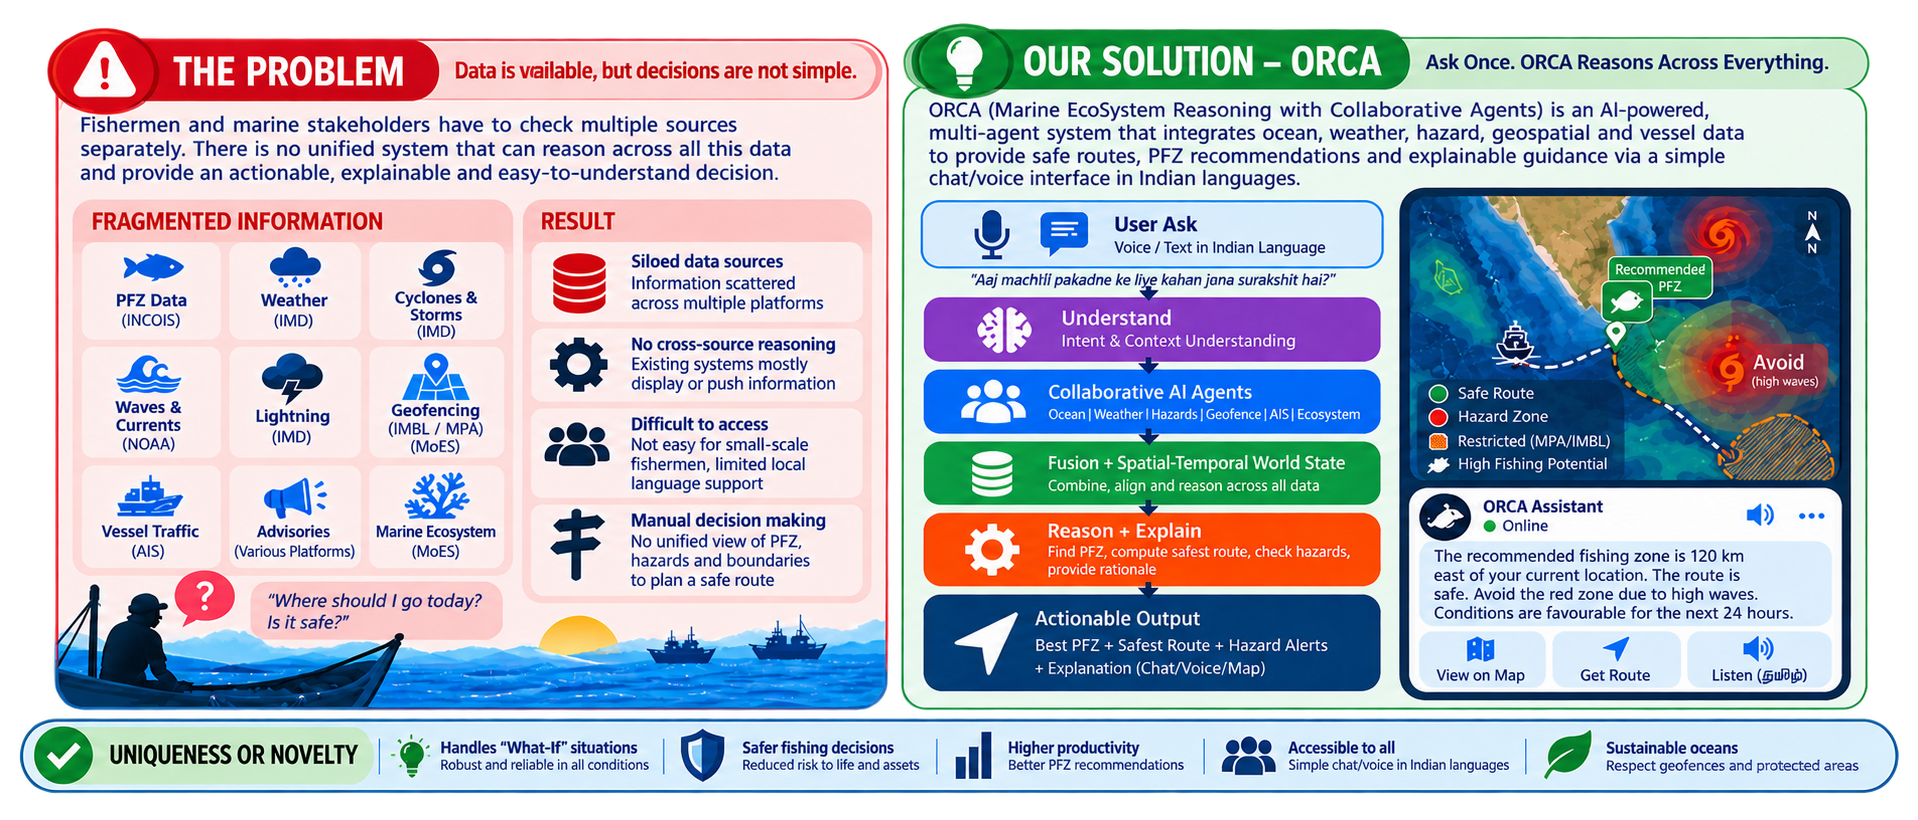 THE PROBLEM
Data is vailable, but decisions are not simple.
Fishermen and marine stakeholders have to check multiple sources
separately. There is no unified system that can reason across all this data
and provide an actionable, explainable and easy-to-understand decision.
FRAGMENTED INFORMATION
PFZ Data
(INCOIS)
Weather
(IMD)
Cyclones &
Storms
(IMD)
Waves &
Currents
(NOAA)
Lightning
(IMD)
Geofencing
(IMBL / MPA)
(MoES)
Vessel Traffic
(AIS)
Advisories
(Various Platforms)
Marine Ecosystem
(MoES)
?
"Where should I go today?
Is it safe?"
RESULT
Siloed data sources
Information scattered
across multiple platforms
No cross-source reasoning
Existing systems mostly
display or push information
Difficult to access
Not easy for small-scale
fishermen, limited local
language support
Manual decision making
No unified view of PFZ,
hazards and boundaries
to plan a safe route
OUR SOLUTION – ORCA
Ask Once. ORCA Reasons Across Everything.
ORCA (Marine EcoSystem Reasoning with Collaborative Agents) is an AI-powered,
multi-agent system that integrates ocean, weather, hazard, geospatial and vessel data
to provide safe routes, PFZ recommendations and explainable guidance via a simple
chat/voice interface in Indian languages.
User Ask
Voice / Text in Indian Language
"Aaj machhli pakadne ke liye kahan jana surakshit hai?"
Understand
Intent & Context Understanding
Collaborative AI Agents
Ocean | Weather | Hazards | Geofence | AIS | Ecosystem
Fusion + Spatial-Temporal World State
Combine, align and reason across all data
Reason + Explain
Find PFZ, compute safest route, check hazards,
provide rationale
Actionable Output
Best PFZ + Safest Route + Hazard Alerts
+ Explanation (Chat/Voice/Map)
N
N
Recommended
PFZ
Avoid
(high waves)
Safe Route
Hazard Zone
Restricted (MPA/IMBL)
High Fishing Potential
ORCA Assistant
Online
The recommended fishing zone is 120 km
east of your current location. The route is
safe. Avoid the red zone due to high waves.
Conditions are favourable for the next 24 hours.
View on Map
Get Route
Listen (தமிழ்)
UNIQUENESS OR NOVELTY
Handles "What-If" situations
Robust and reliable in all conditions
Safer fishing decisions
Reduced risk to life and assets
Higher productivity
Better PFZ recommendations
Accessible to all
Simple chat/voice in Indian languages
Sustainable oceans
Respect geofences and protected areas